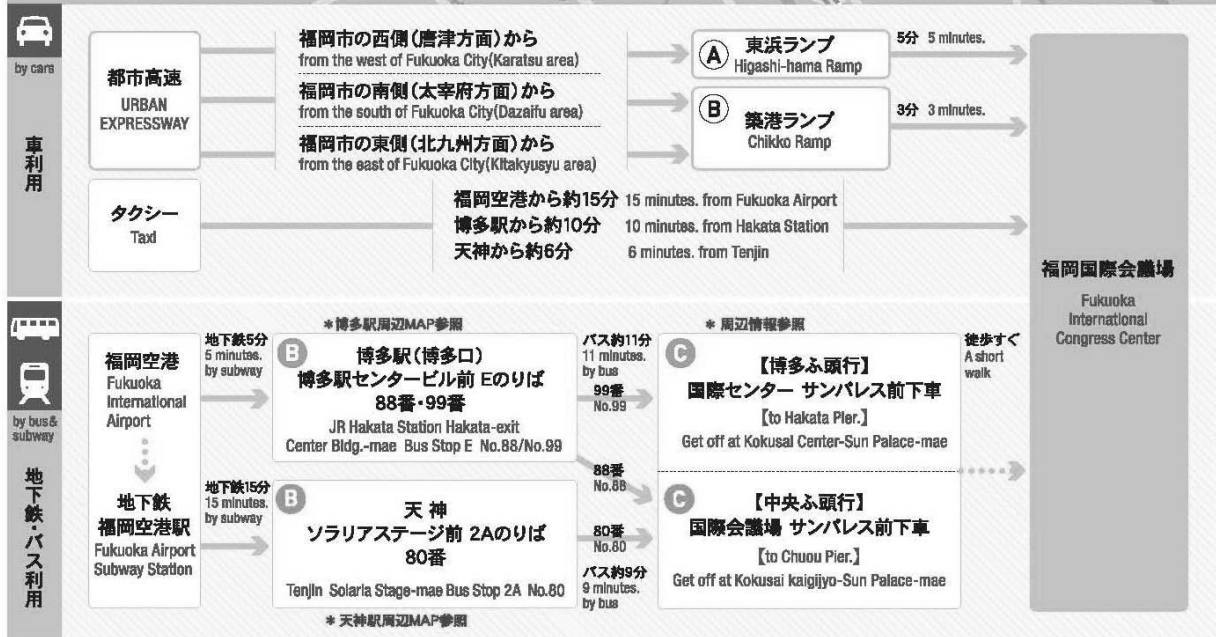 by cars
車利用
都市高速
URBAN
EXPRESSWAY
福岡市の西側(唐津方面)から
from the west of Fukuoka City(Karatsu area)
福岡市の南側(太宰府方面)から
from the south of Fukuoka City(Dazaifu area)
福岡市の東側(北九州方面)から
from the east of Fukuoka City(Kitakyusyu area)
A 東浜ランプ
Higashi-hama Ramp
5分 5 minutes.
B 築港ランプ
Chikko Ramp
3分 3 minutes.
タクシー
Taxi
福岡空港から約15分 15 minutes. from Fukuoka Airport
博多駅から約10分 10 minutes. from Hakata Station
天神から約6分 6 minutes. from Tenjin
福岡国際会議場
Fukuoka
International
Congress Center
by bus&
subway
地下鉄・バス利用
福岡空港
Fukuoka
International
Airport
地下鉄
福岡空港駅
Fukuoka Airport
Subway Station
地下鉄5分
5 minutes.
by subway
地下鉄15分
15 minutes.
by subway
*博多駅周辺MAP参照
B 博多駅(博多口)
博多駅センタービル前 Eのりば
88番・99番
JR Hakata Station Hakata-exit
Center Bldg.-mae Bus Stop E No.88/No.99
B 天神
ソラリアステージ前 2Aのりば
80番
Tenjin Solaria Stage-mae Bus Stop 2A No.80
*天神駅周辺MAP参照
バス約11分
11 minutes.
by bus
99番
No.99
88番
No.88
80番
No.80
バス約9分
9 minutes.
by bus
*周辺情報参照
C 【博多ふ頭行】
国際センター サンパレス前下車
【to Hakata Pier.】
Get off at Kokusai Center-Sun Palace-mae
C 【中央ふ頭行】
国際会議場 サンパレス前下車
【to Chuou Pier.】
Get off at Kokusai kaigijyo-Sun Palace-mae
徒歩すぐ
A short
walk